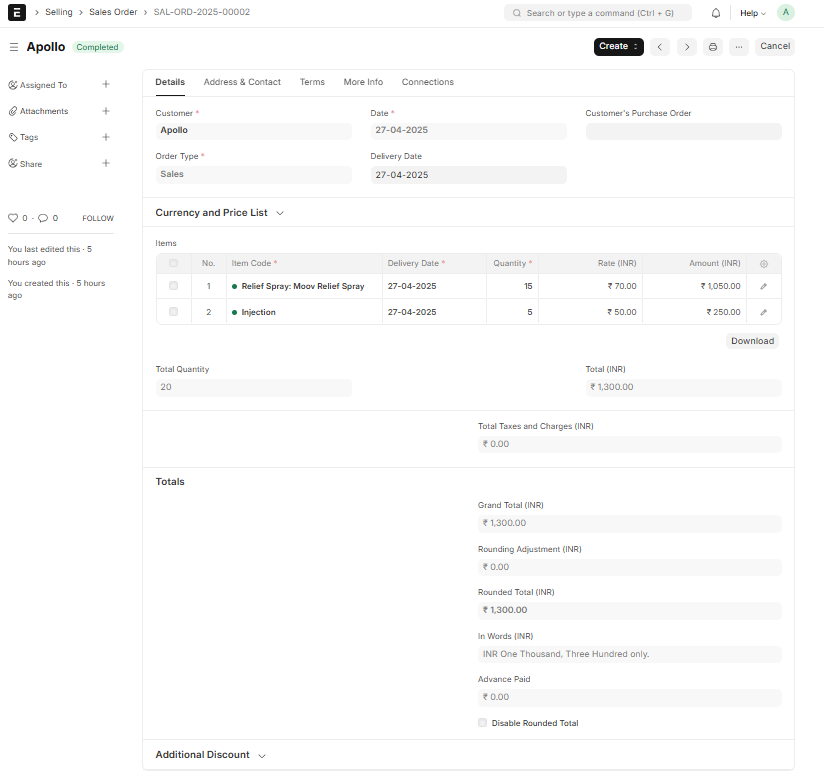 E Selling Sales Order SAL-ORD-2025-00002 Search or type a command (Ctrl + G) Help A
Apollo Completed Create ... Cancel
Details Address & Contact Terms More Info Connections
Assigned To +
Attachments +
Tags +
Share +
0 · 0 FOLLOW
You last edited this · 5
hours ago
You created this · 5 hours
ago
Customer * Date * Customer's Purchase Order
Apollo 27-04-2025
Order Type * Delivery Date
Sales 27-04-2025
Currency and Price List
Items
No. Item Code * Delivery Date * Quantity * Rate (INR) Amount (INR)
1 Relief Spray: Moov Relief Spray 27-04-2025 15 ₹ 70.00 ₹ 1,050.00
2 Injection 27-04-2025 5 ₹ 50.00 ₹ 250.00
Download
Total Quantity Total (INR)
20 ₹ 1,300.00
Total Taxes and Charges (INR)
₹ 0.00
Totals
Grand Total (INR)
₹ 1,300.00
Rounding Adjustment (INR)
₹ 0.00
Rounded Total (INR)
₹ 1,300.00
In Words (INR)
INR One Thousand, Three Hundred only.
Advance Paid
₹ 0.00
Disable Rounded Total
Additional Discount